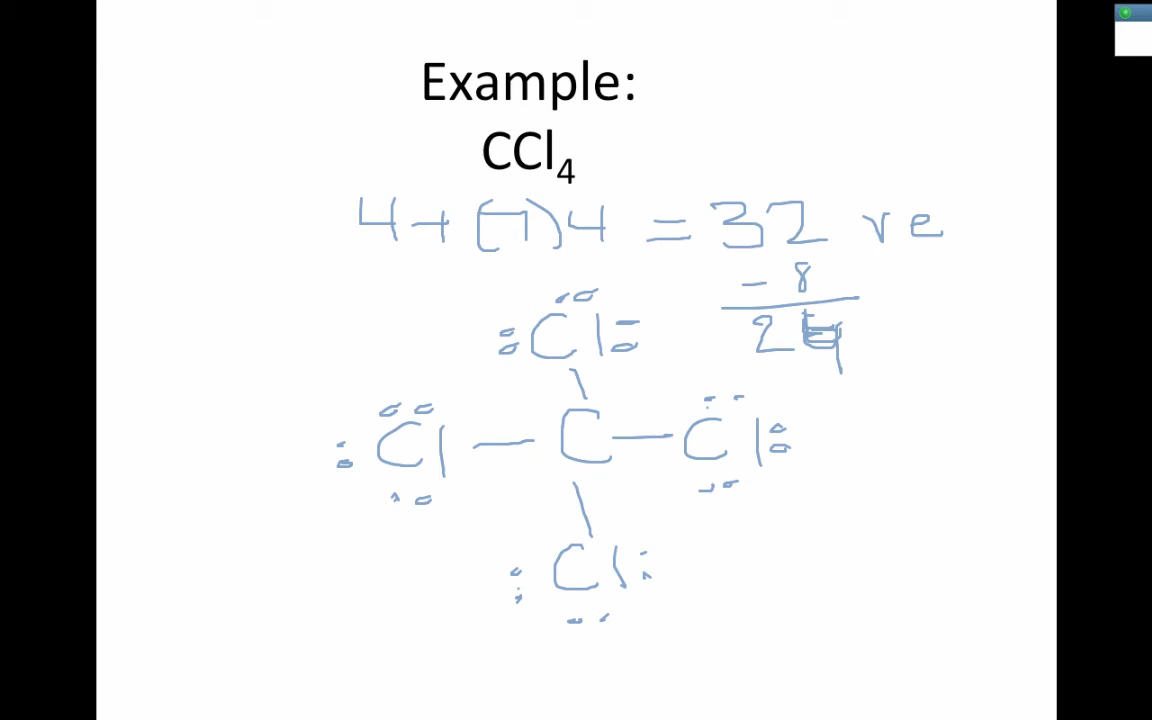 Example:
CCl₄
4+(7)4 = 32 ve
- 8
24
Cl
Cl — C — Cl
Cl